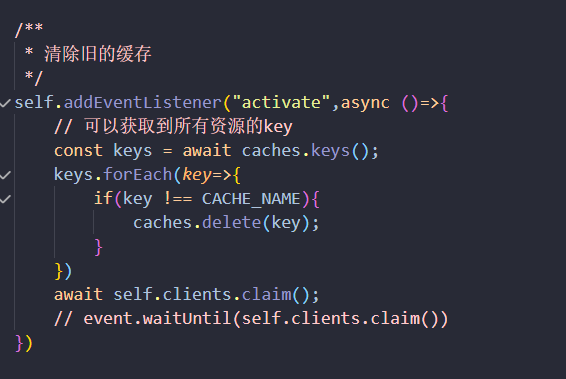 /**
 * 清除旧的缓存
 */
self.addEventListener("activate",async ()=>{
    // 可以获取到所有资源的key
    const keys = await caches.keys();
    keys.forEach(key=>{
        if(key !== CACHE_NAME){
            caches.delete(key);
        }
    })
    await self.clients.claim();
    // event.waitUntil(self.clients.claim())
})